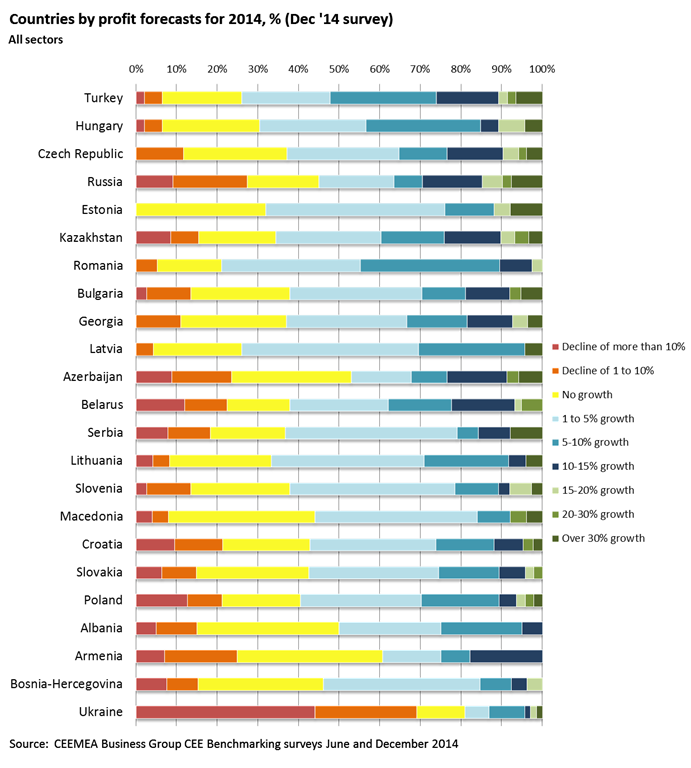 Countries by profit forecasts for 2014, % (Dec '14 survey)
All sectors
0% 10% 20% 30% 40% 50% 60% 70% 80% 90% 100%
Turkey
Hungary
Czech Republic
Russia
Estonia
Kazakhstan
Romania
Bulgaria
Georgia
Latvia
Azerbaijan
Belarus
Serbia
Lithuania
Slovenia
Macedonia
Croatia
Slovakia
Poland
Albania
Armenia
Bosnia-Hercegovina
Ukraine
Decline of more than 10%
Decline of 1 to 10%
No growth
1 to 5% growth
5-10% growth
10-15% growth
15-20% growth
20-30% growth
Over 30% growth
Source: CEEMEA Business Group CEE Benchmarking surveys June and December 2014